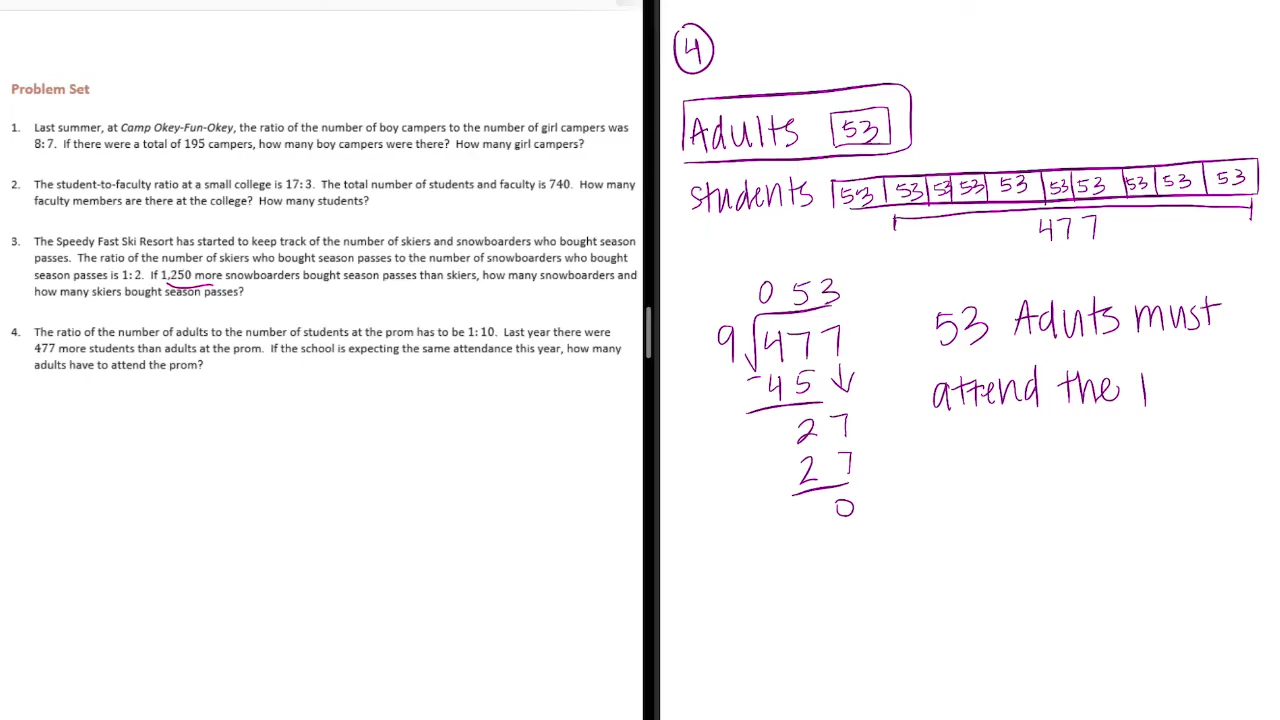 Problem Set
1. Last summer, at Camp Okey-Fun-Okey, the ratio of the number of boy campers to the number of girl campers was
8:7. If there were a total of 195 campers, how many boy campers were there? How many girl campers?
2. The student-to-faculty ratio at a small college is 17:3. The total number of students and faculty is 740. How many
faculty members are there at the college? How many students?
3. The Speedy Fast Ski Resort has started to keep track of the number of skiers and snowboarders who bought season
passes. The ratio of the number of skiers who bought season passes to the number of snowboarders who bought
season passes is 1:2. If 1,250 more snowboarders bought season passes than skiers, how many snowboarders and
how many skiers bought season passes?
4. The ratio of the number of adults to the number of students at the prom has to be 1:10. Last year there were
477 more students than adults at the prom. If the school is expecting the same attendance this year, how many
adults have to attend the prom?
4
Adults 53
Students 53 53 53 53 53 53 53 53 53 53
477
0 5 3
9 477
-45
27
27
0
53 Aduts must
attend the